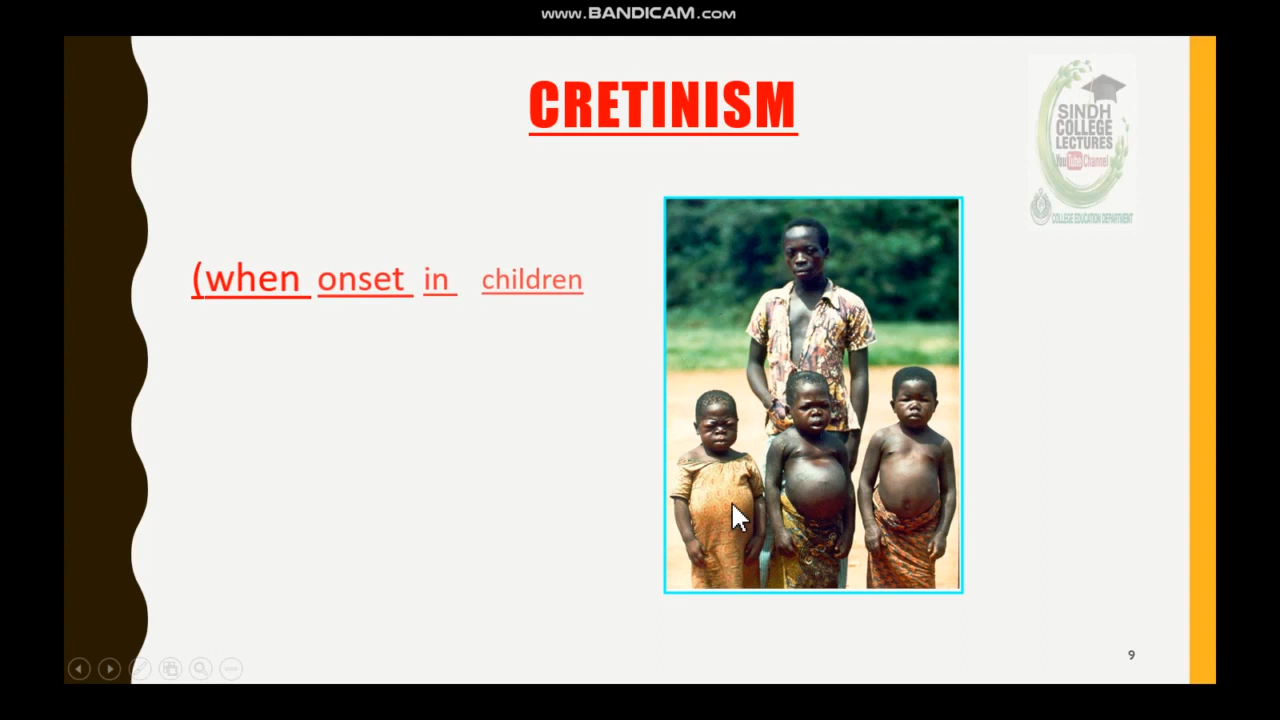 www.BANDICAM.com
CRETINISM
SINDH
COLLEGE
LECTURES
YouTube Channel
COLLEGE EDUCATION DEPARTMENT
(when onset in children
9